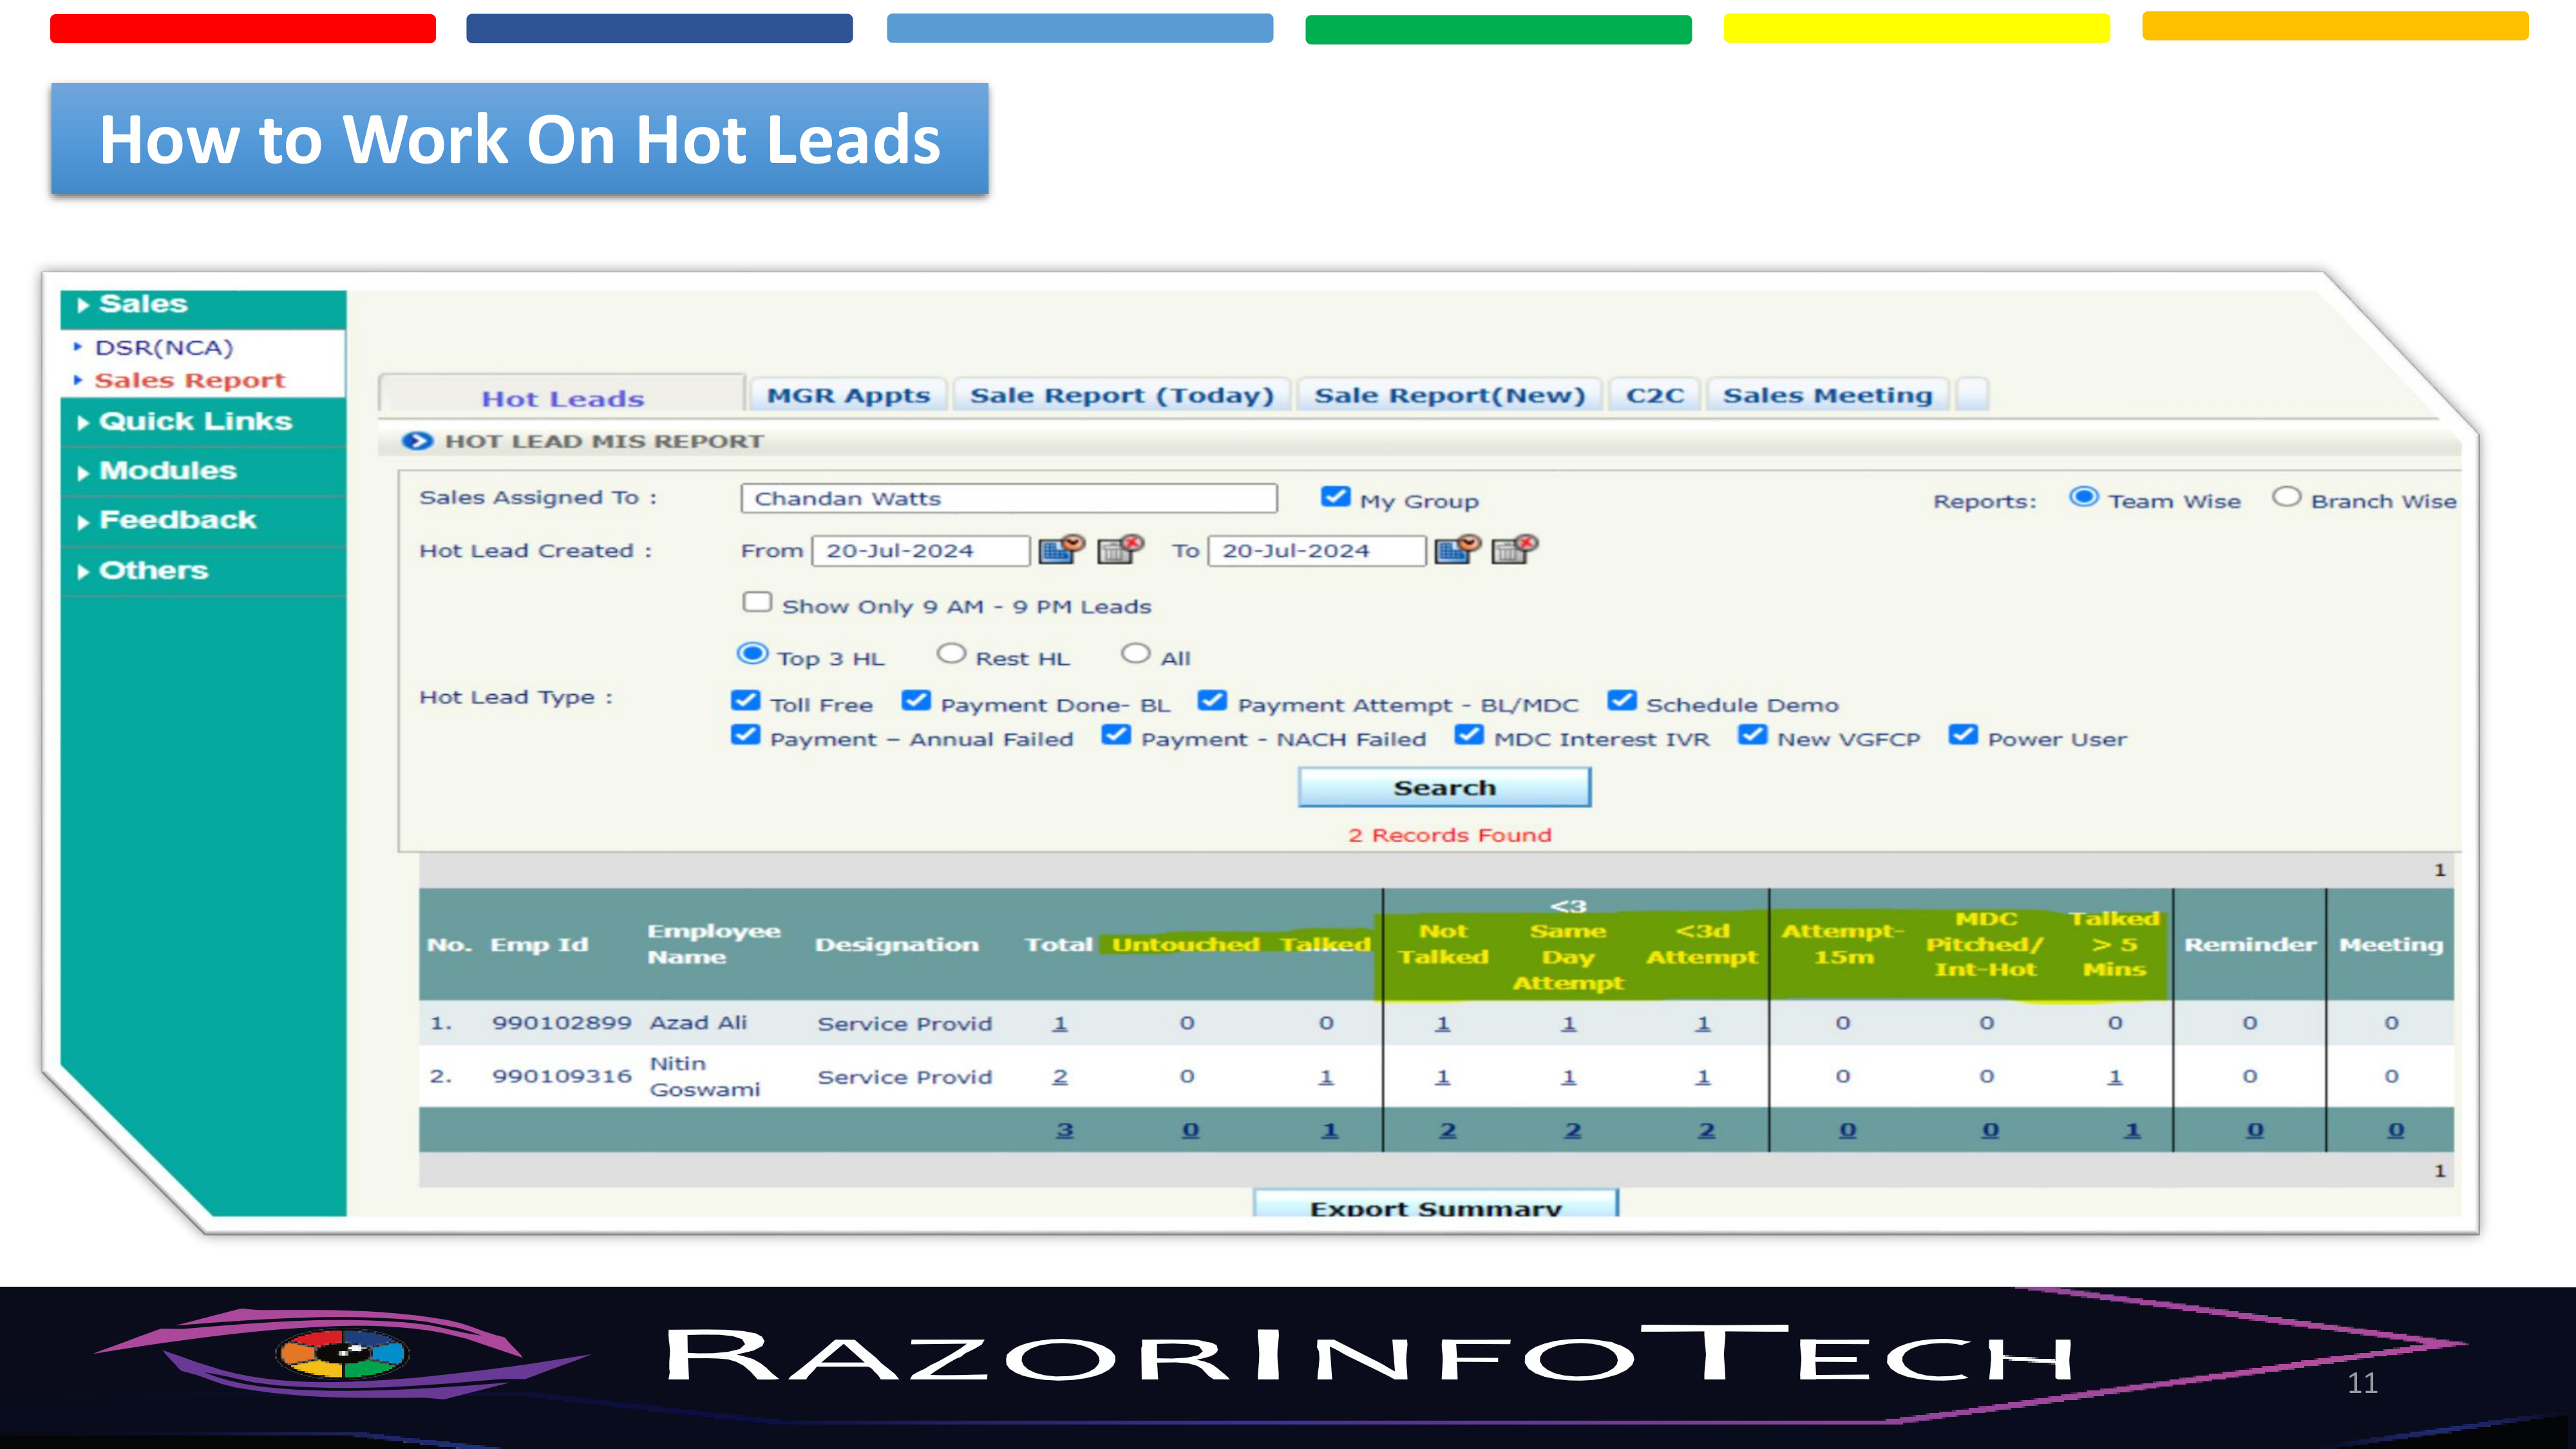 How to Work On Hot Leads
Sales
DSR(NCA)
Sales Report
Quick Links
Modules
Feedback
Others
Hot Leads MGR Appts Sale Report (Today) Sale Report(New) C2C Sales Meeting
HOT LEAD MIS REPORT
Sales Assigned To : Chandan Watts My Group Reports: Team Wise Branch Wise
Hot Lead Created : From 20-Jul-2024 To 20-Jul-2024
Show Only 9 AM - 9 PM Leads
Top 3 HL Rest HL All
Hot Lead Type : Toll Free Payment Done- BL Payment Attempt - BL/MDC Schedule Demo
Payment – Annual Failed Payment - NACH Failed MDC Interest IVR New VGFCP Power User
Search
2 Records Found
1
No. Emp Id Employee Name Designation Total Untouched Talked Not Talked <3 Same Day Attempt <3d Attempt Attempt-15m MDC Pitched/ Int-Hot Talked > 5 Mins Reminder Meeting
1. 990102899 Azad Ali Service Provid 1 0 0 1 1 1 0 0 0 0 0
2. 990109316 Nitin Goswami Service Provid 2 0 1 1 1 1 0 0 1 0 0
3 0 1 2 2 2 0 0 1 0 0
1
Export Summary
RAZORINFOTECH
11